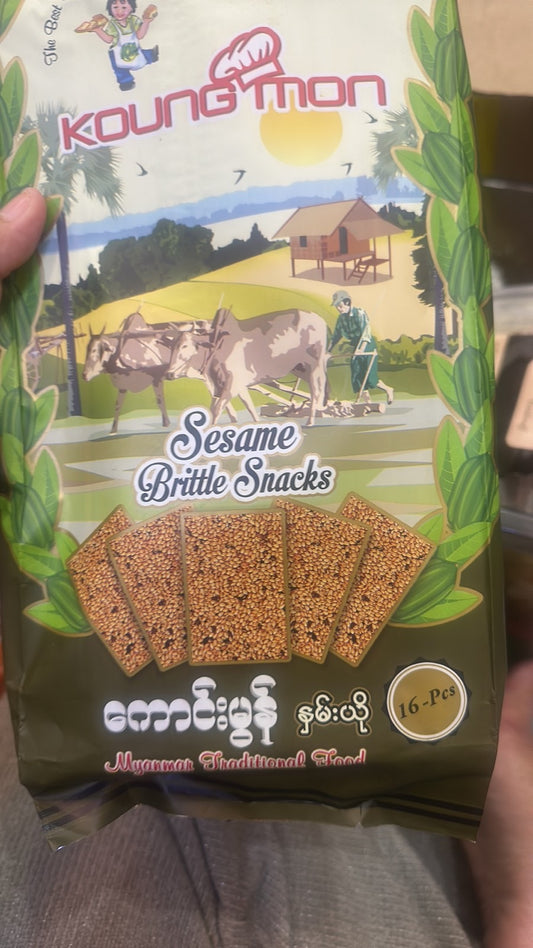 The Best
KOUNG MON
Sesame
Brittle Snacks
ကောင်းမွန် နှမ်းယို
16-Pcs
Myanmar Traditional Food